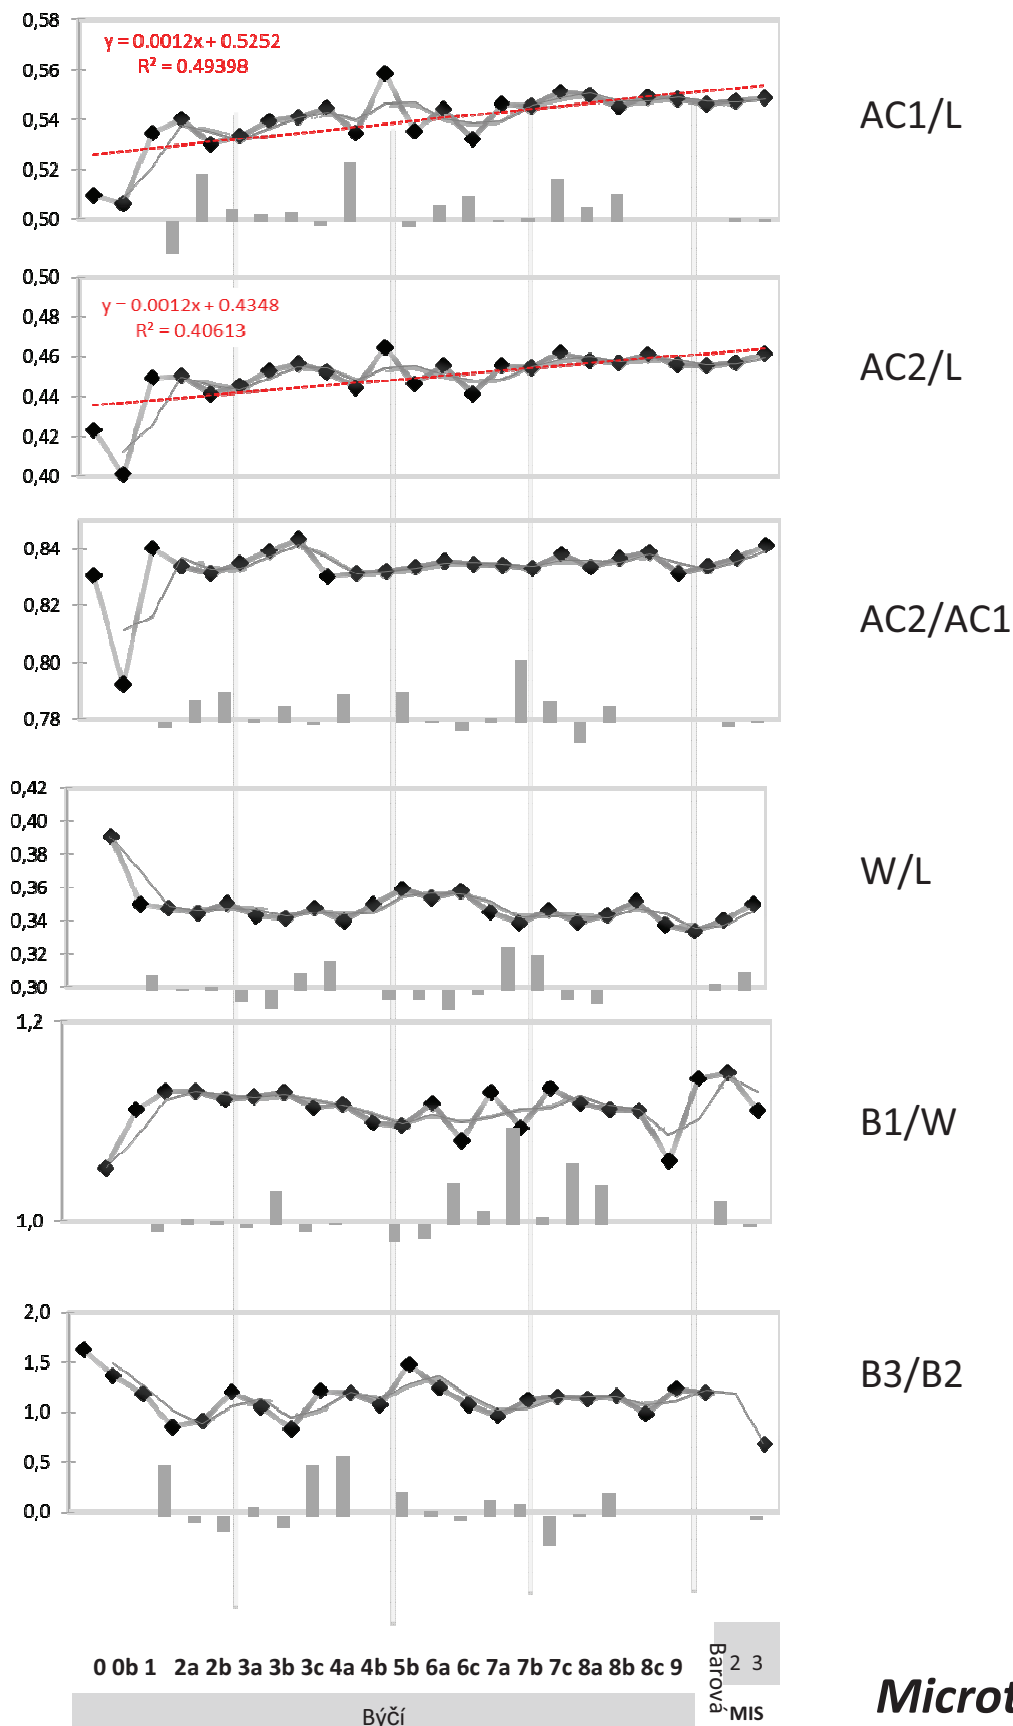 0,58
y = 0.0012x + 0.5252
R² = 0.49398
0,56
0,54
0,52
0,50
AC1/L
0,50
y = 0.0012x + 0.4348
R² = 0.40613
0,48
0,46
0,44
0,42
0,40
AC2/L
0,84
0,82
0,80
0,78
AC2/AC1
0,42
0,40
0,38
0,36
0,34
0,32
0,30
W/L
1,2
1,0
B1/W
2,0
1,5
1,0
0,5
0,0
B3/B2
0 0b 1 2a 2b 3a 3b 3c 4a 4b 5b 6a 6c 7a 7b 7c 8a 8b 8c 9
Barová
2 3
MIS
Býčí
Microt